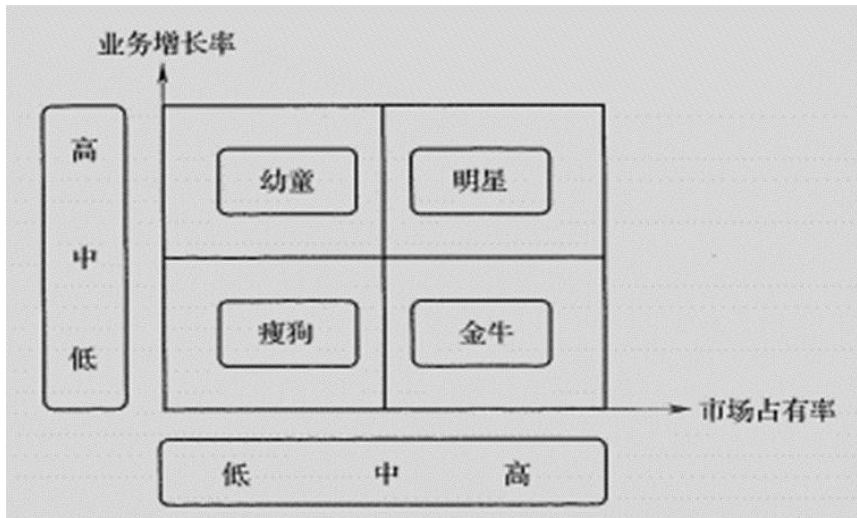 业务增长率
高
中
低
幼童
明星
瘦狗
金牛
市场占有率
低 中 高